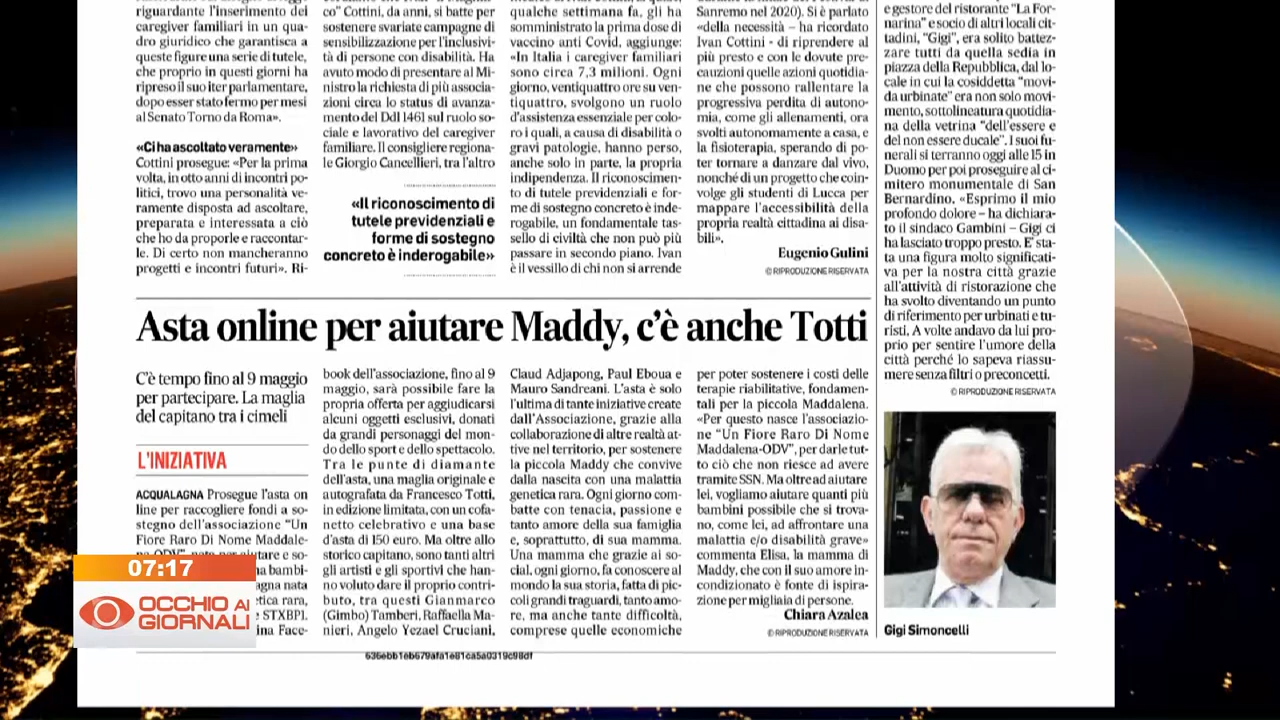 riguardante l'inserimento dei
caregiver familiari in un qua-
dro giuridico che garantisca a
queste figure una serie di tutele,
che proprio in questi giorni ha
ripreso il suo iter parlamentare,
dopo esser stato fermo per mesi
al Senato Torno da Roma».
«Ci ha ascoltato veramente»
Cottini prosegue: «Per la prima
volta, in otto anni di incontri po-
litici, trovo una personalità ve-
ramente disposta ad ascoltare,
preparata e interessata a ciò
che ho da proporle e raccontar-
le. Di certo non mancheranno
progetti e incontri futuri». Ri-
co" Cottini, da anni, si batte per
sostenere svariate campagne di
sensibilizzazione per l'inclusivi-
tà di persone con disabilità. Ha
avuto modo di presentare al Mi-
nistro la richiesta di più associa-
zioni circa lo status di avanza-
mento del Ddl 1461 sul ruolo so-
ciale e lavorativo del caregiver
familiare. Il consigliere regiona-
le Giorgio Cancellieri, tra l'altro
«Il riconoscimento di
tutele previdenziali e
forme di sostegno
concreto è inderogabile»
qualche settimana fa, gli ha
somministrato la prima dose di
vaccino anti Covid, aggiunge:
«In Italia i caregiver familiari
sono circa 7,3 milioni. Ogni
giorno, ventiquattro ore su ven-
tiquattro, svolgono un ruolo
d'assistenza essenziale per colo-
ro i quali, a causa di disabilità o
gravi patologie, hanno perso,
anche solo in parte, la propria
indipendenza. Il riconoscimen-
to di tutele previdenziali e for-
me di sostegno concreto è inde-
rogabile, un fondamentale tas-
sello di civiltà che non può più
passare in secondo piano. Ivan
è il vessillo di chi non si arrende
Sanremo nel 2020). Si è parlato
«della necessità – ha ricordato
Ivan Cottini - di riprendere al
più presto e con le dovute pre-
cauzioni quelle azioni quotidia-
ne che possono rallentare la
progressiva perdita di autono-
mia, come gli allenamenti, ora
svolti autonomamente a casa, e
la fisioterapia, sperando di po-
ter tornare a danzare dal vivo,
nonché di un progetto che coin-
volge gli studenti di Lucca per
mappare l'accessibilità della
propria realtà cittadina ai disa-
bili».
Eugenio Gulini
© RIPRODUZIONE RISERVATA
e gestore del ristorante "La For-
narina" e socio di altri locali cit-
tadini, "Gigi", era solito battez-
zare tutti da quella sedia in
piazza della Repubblica, dal lo-
cale in cui la cosiddetta "movi-
da urbinate" era non solo movi-
mento, sottolineatura quotidia-
na della vetrina "dell'essere e
del non essere ducale". I suoi fu-
nerali si terranno oggi alle 15 in
Duomo per poi proseguire al ci-
mitero monumentale di San
Bernardino. «Esprimo il mio
profondo dolore – ha dichiara-
to il sindaco Gambini – Gigi ci
ha lasciato troppo presto. E' sta-
ta una figura molto significati-
va per la nostra città grazie
all'attività di ristorazione che
ha svolto diventando un punto
di riferimento per urbinati e tu-
risti. A volte andavo da lui pro-
prio per sentire l'umore della
città perché lo sapeva riassu-
mere senza filtri o preconcetti.
© RIPRODUZIONE RISERVATA
Gigi Simoncelli
Asta online per aiutare Maddy, c'è anche Totti
C'è tempo fino al 9 maggio
per partecipare. La maglia
del capitano tra i cimeli
L'INIZIATIVA
ACQUALAGNA Prosegue l'asta on
line per raccogliere fondi a so-
stegno dell'associazione "Un
Fiore Raro Di Nome Maddale-
utare e so-
na bambi-
agna nata
etica rara,
e STXBP1.
ina Face-
book dell'associazione, fino al 9
maggio, sarà possibile fare la
propria offerta per aggiudicarsi
alcuni oggetti esclusivi, donati
da grandi personaggi del mon-
do dello sport e dello spettacolo.
Tra le punte di diamante
dell'asta, una maglia originale e
autografata da Francesco Totti,
in edizione limitata, con un cofa-
netto celebrativo e una base
d'asta di 150 euro. Ma oltre allo
storico capitano, sono tanti altri
gli artisti e gli sportivi che han-
no voluto dare il proprio contri-
buto, tra questi Gianmarco
(Gimbo) Tamberi, Raffaella Ma-
nieri, Angelo Yezael Cruciani,
Claud Adjapong, Paul Eboua e
Mauro Sandreani. L'asta è solo
l'ultima di tante iniziative create
dall'Associazione, grazie alla
collaborazione di altre realtà at-
tive nel territorio, per sostenere
la piccola Maddy che convive
dalla nascita con una malattia
genetica rara. Ogni giorno com-
batte con tenacia, passione e
tanto amore della sua famiglia
e, soprattutto, di sua mamma.
Una mamma che grazie ai so-
cial, ogni giorno, fa conoscere al
mondo la sua storia, fatta di pic-
coli grandi traguardi, tanto amo-
re, ma anche tante difficoltà,
comprese quelle economiche
per poter sostenere i costi delle
terapie riabilitative, fondamen-
tali per la piccola Maddalena.
«Per questo nasce l'associazio-
ne "Un Fiore Raro Di Nome
Maddalena-ODV", per darle tut-
to ciò che non riesce ad avere
tramite SSN. Ma oltre ad aiutare
lei, vogliamo aiutare quanti più
bambini possibile che si trova-
no, come lei, ad affrontare una
malattia e/o disabilità grave»
commenta Elisa, la mamma di
Maddy, che con il suo amore in-
condizionato è fonte di ispira-
zione per migliaia di persone.
Chiara Azalea
© RIPRODUZIONE RISERVATA
07:17
OCCHIO AI
GIORNALI